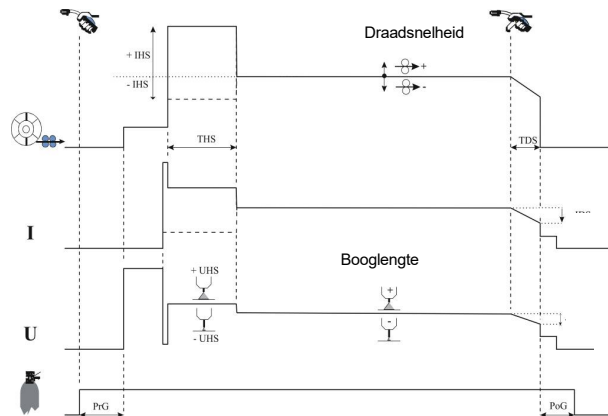 Draadsnelheid
+ IHS
- IHS
+
-
THS
TDS
I
Booglengte
+ UHS
+
-
- UHS
U
PrG
PoG